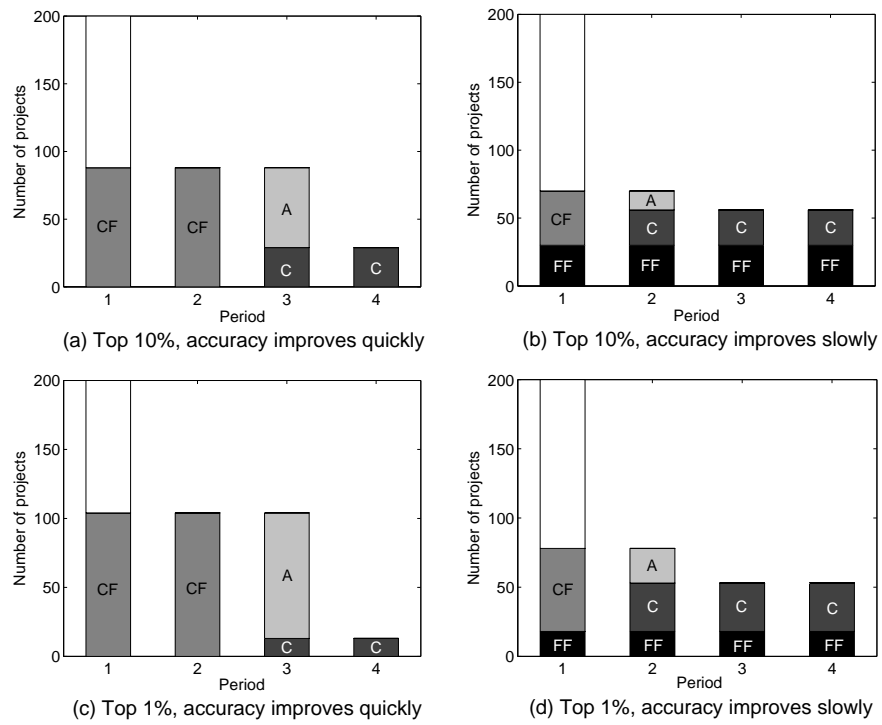 200
150
100
50
0
Number of projects
CF
CF
A
C
C
1 2 3 4
Period
(a) Top 10%, accuracy improves quickly
200
150
100
50
0
Number of projects
CF
FF
A
C
FF
C
FF
C
FF
1 2 3 4
Period
(b) Top 10%, accuracy improves slowly
200
150
100
50
0
Number of projects
CF
CF
A
C
C
1 2 3 4
Period
(c) Top 1%, accuracy improves quickly
200
150
100
50
0
Number of projects
CF
FF
A
C
FF
C
FF
C
FF
1 2 3 4
Period
(d) Top 1%, accuracy improves slowly